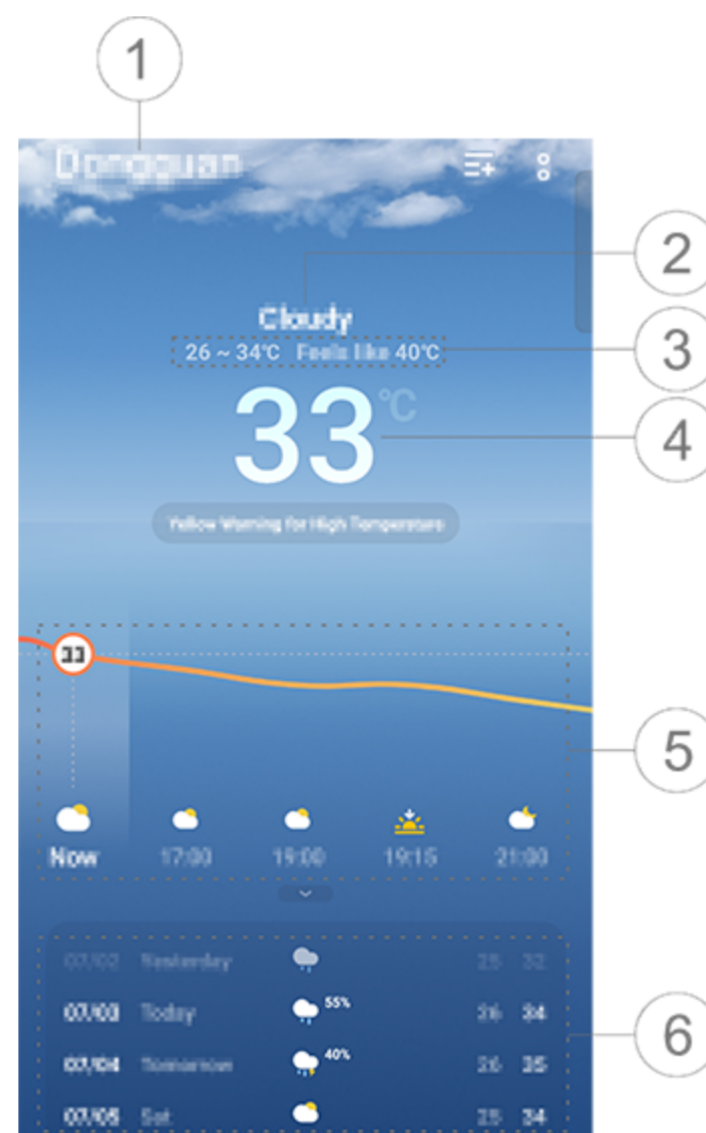 1
Dongguan
2
Cloudy
26 ~ 34℃ Feels like 40℃
3
33℃
4
Yellow Warning for High Temperature
33
5
Now 17:00 19:00 19:15 21:00
07/02 Yesterday 25 32
07/03 Today 55% 26 34
07/04 Tomorrow 40% 26 35
6
07/05 Sat 25 34